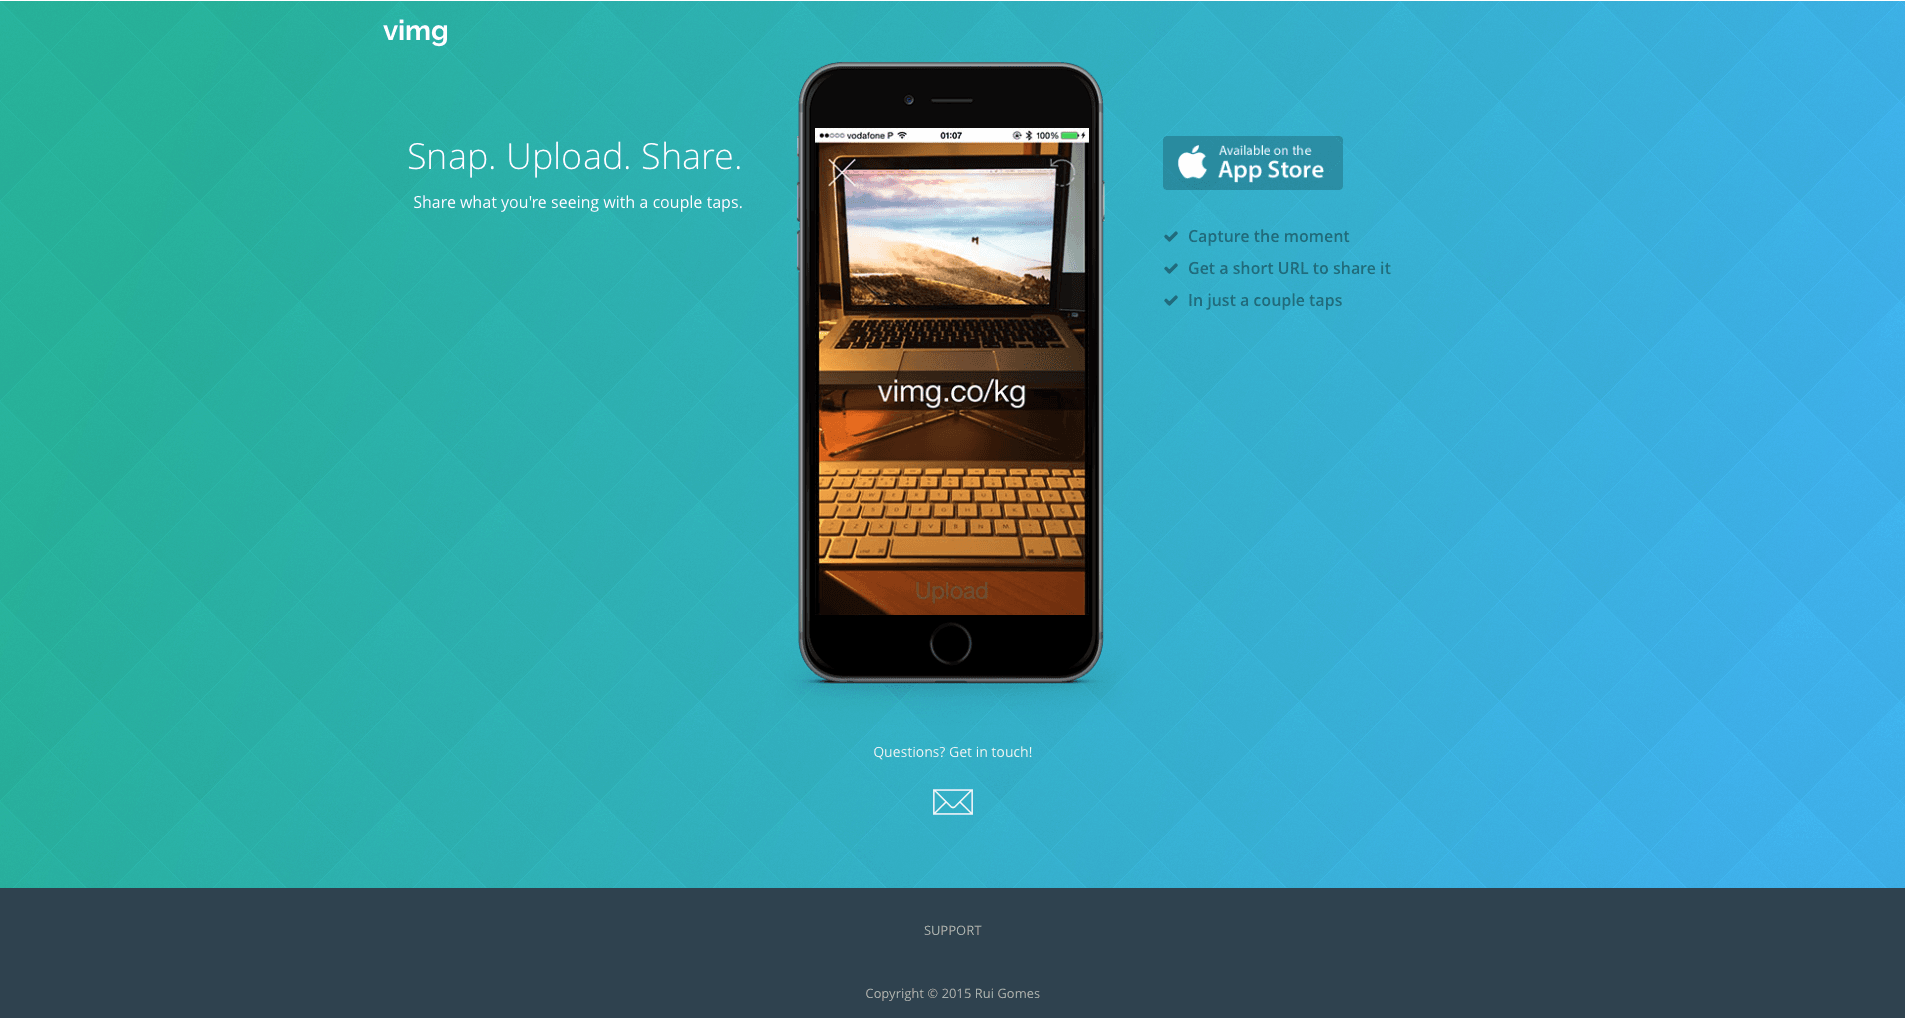 vimg
Snap. Upload. Share.
Share what you're seeing with a couple taps.
vodafone P
01:07
100%
vimg.co/kg
Upload
Available on the
App Store
Capture the moment
Get a short URL to share it
In just a couple taps
Questions? Get in touch!
SUPPORT
Copyright © 2015 Rui Gomes